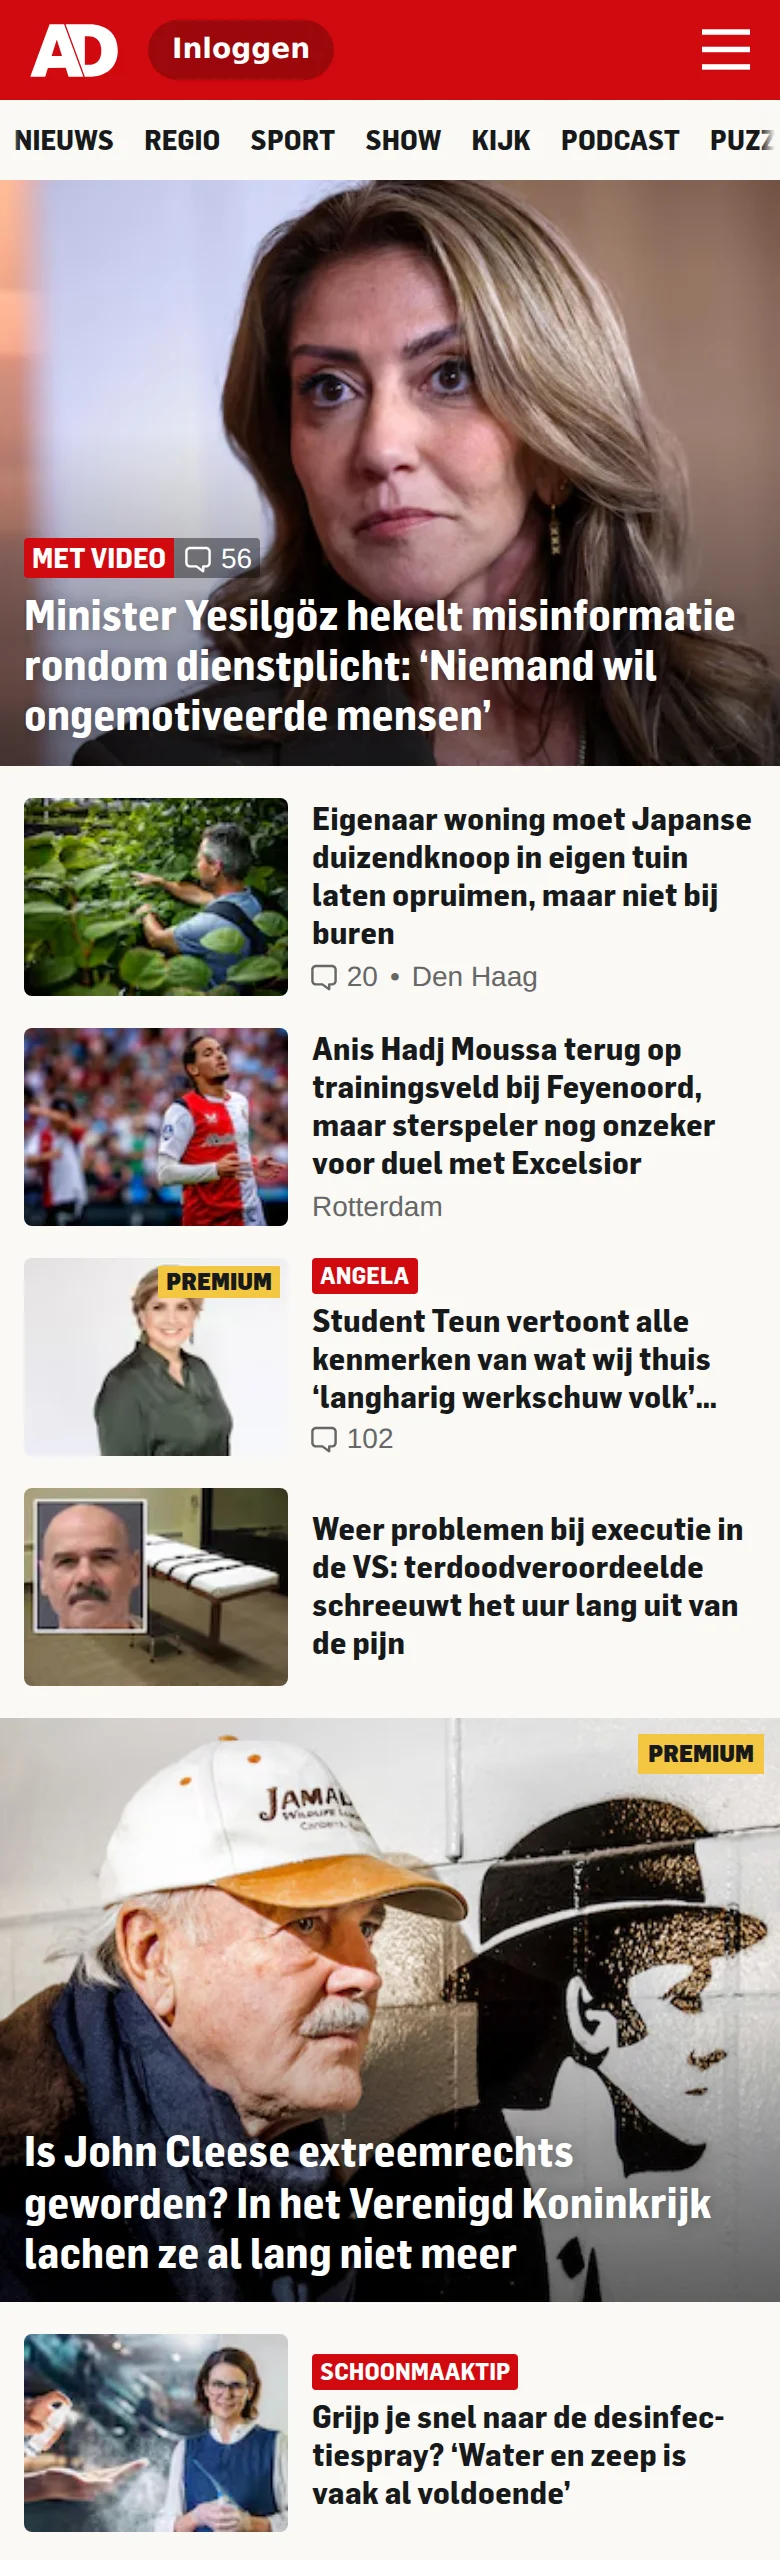 AD
Inloggen
NIEUWS REGIO SPORT SHOW KIJK PODCAST PUZZ
MET VIDEO 56
Minister Yesilgöz hekelt misinformatie
rondom dienstplicht: ‘Niemand wil
ongemotiveerde mensen’
Eigenaar woning moet Japanse
duizendknoop in eigen tuin
laten opruimen, maar niet bij
buren
20 • Den Haag
Anis Hadj Moussa terug op
trainingsveld bij Feyenoord,
maar sterspeler nog onzeker
voor duel met Excelsior
Rotterdam
PREMIUM
ANGELA
Student Teun vertoont alle
kenmerken van wat wij thuis
‘langharig werkschuw volk’...
102
Weer problemen bij executie in
de VS: terdoodveroordeelde
schreeuwt het uur lang uit van
de pijn
PREMIUM
JAMAL
Is John Cleese extreemrechts
geworden? In het Verenigd Koninkrijk
lachen ze al lang niet meer
SCHOONMAAKTIP
Grijp je snel naar de desinfec-
tiespray? ‘Water en zeep is
vaak al voldoende’